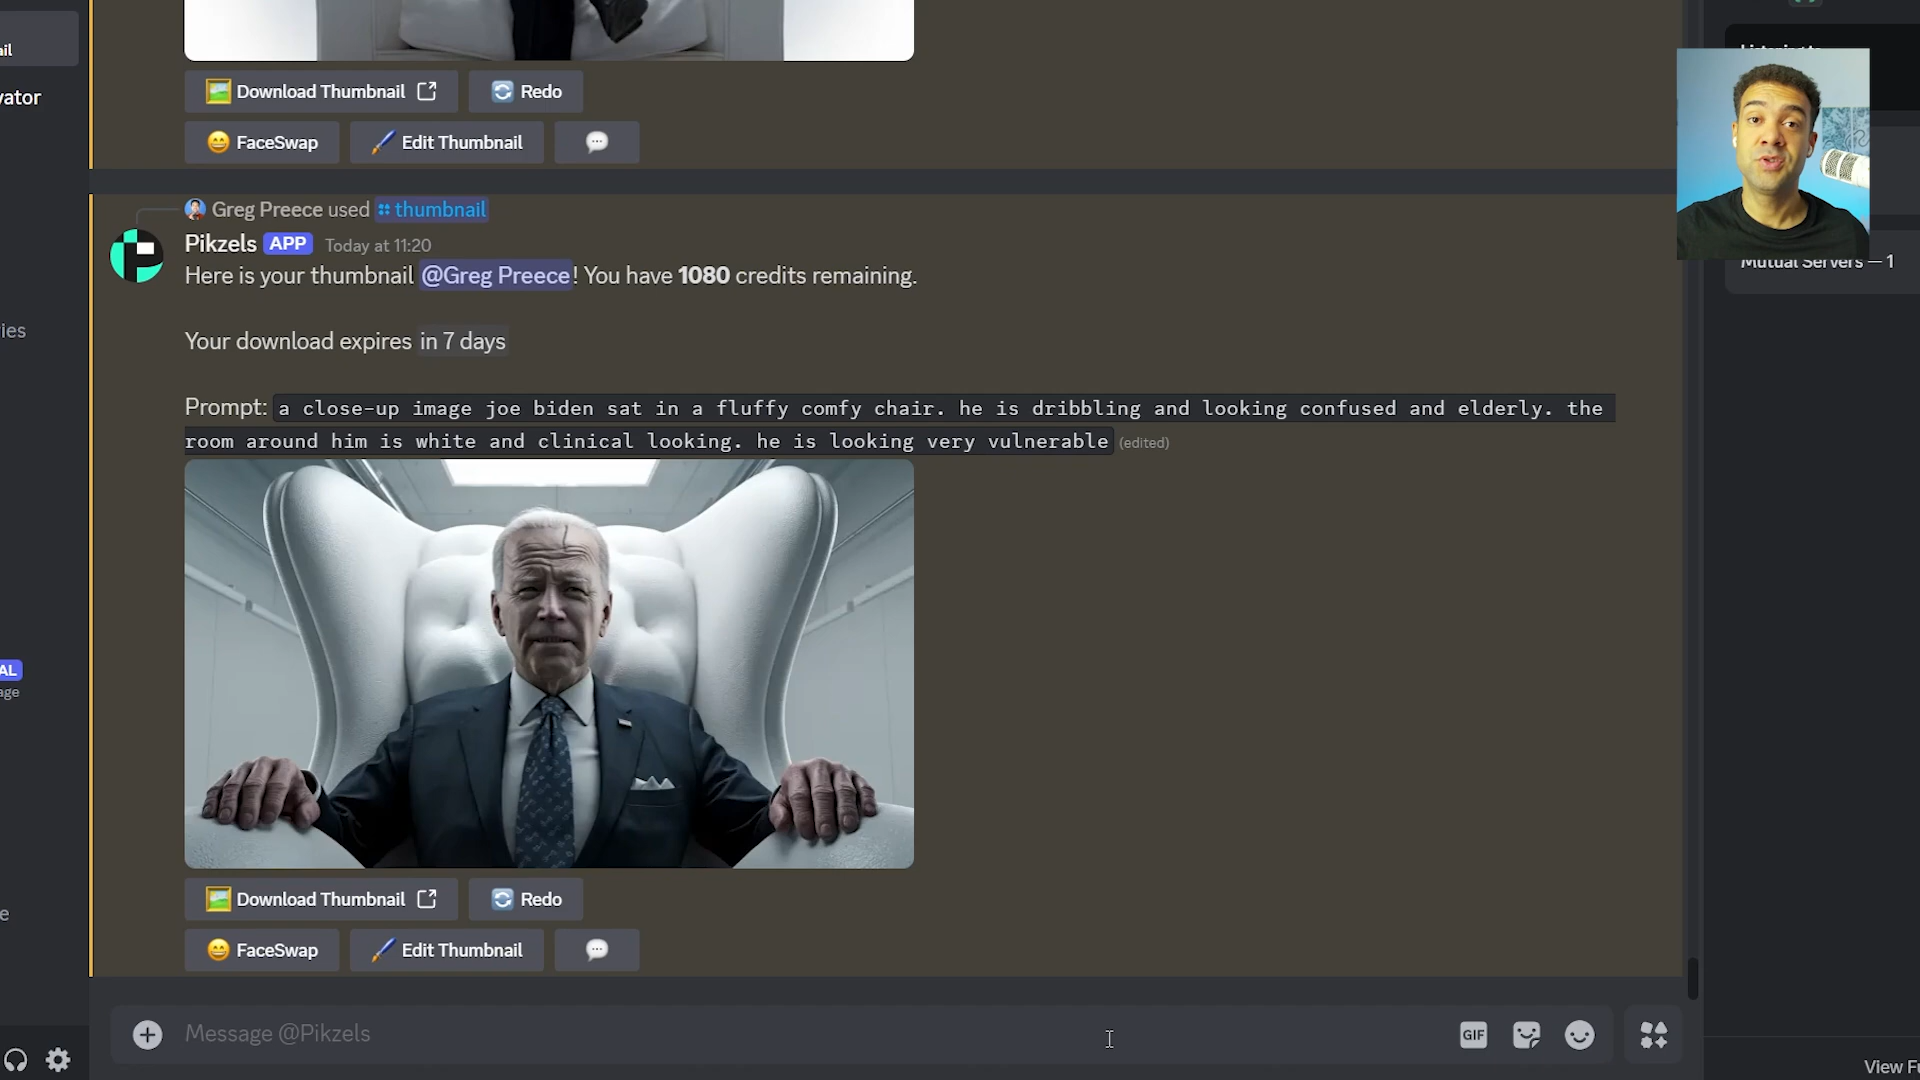 ail
vator
ies
AL
age
e
Download Thumbnail
Redo
FaceSwap
Edit Thumbnail
Greg Preece used thumbnail
Pikzels APP Today at 11:20
Here is your thumbnail @Greg Preece! You have 1080 credits remaining.
Your download expires in 7 days
Prompt: a close-up image joe biden sat in a fluffy comfy chair. he is dribbling and looking confused and elderly. the
room around him is white and clinical looking. he is looking very vulnerable (edited)
Download Thumbnail
Redo
FaceSwap
Edit Thumbnail
Message @Pikzels
GIF
Mutual Servers — 1
View Fu